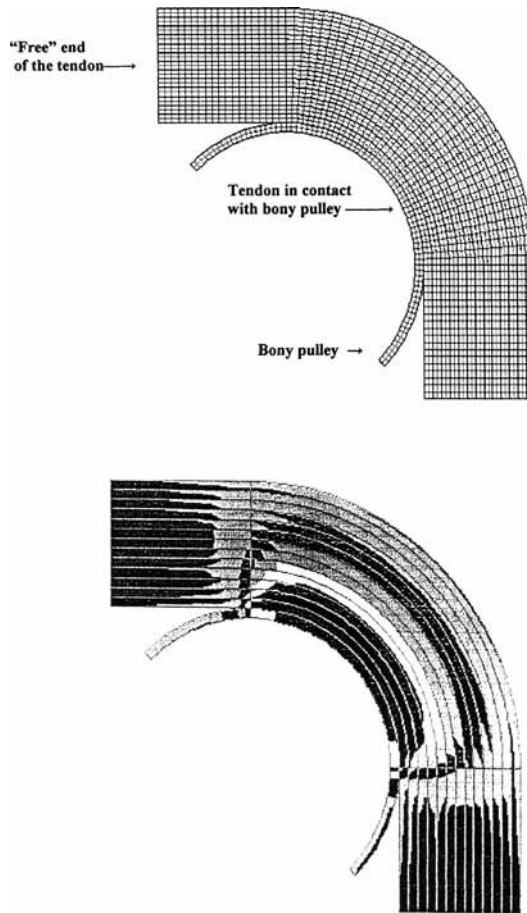 "Free" end
of the tendon
Tendon in contact
with bony pulley
Bony pulley